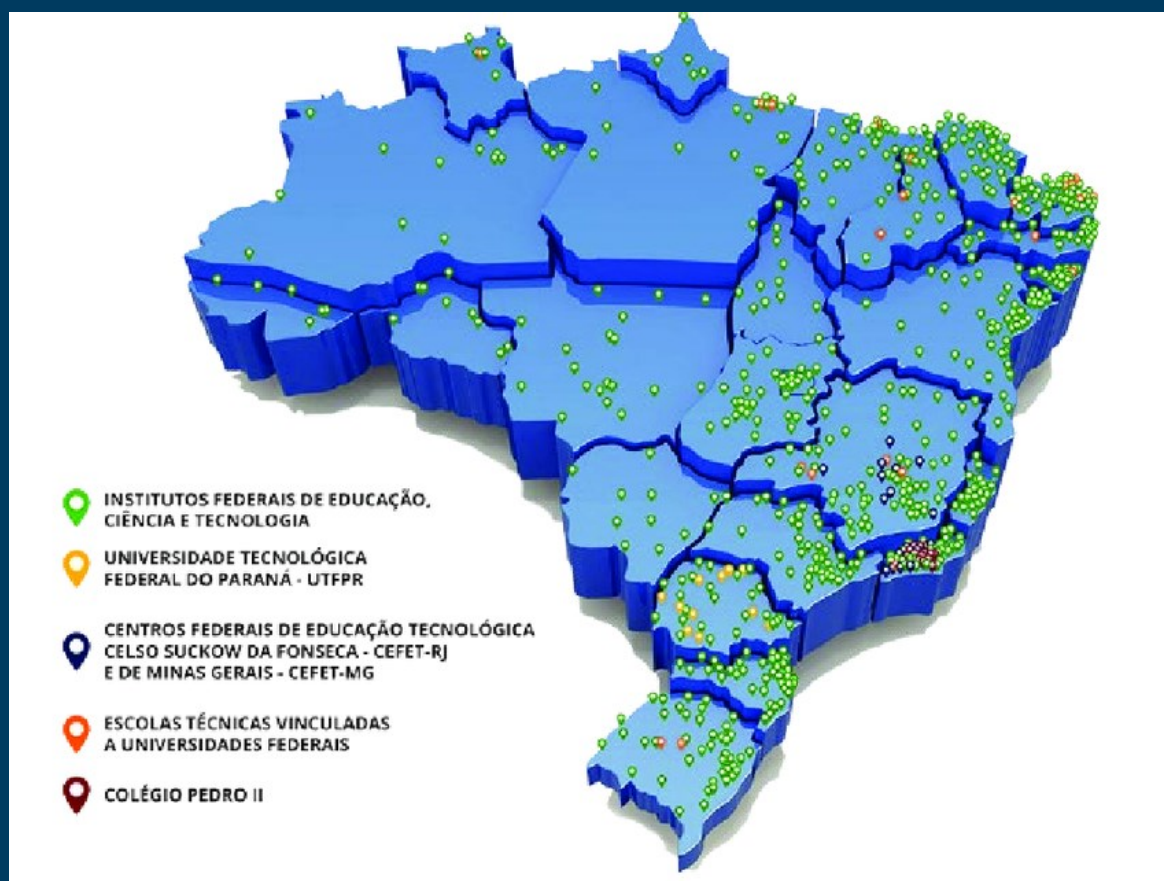 INSTITUTOS FEDERAIS DE EDUCAÇÃO,
CIÊNCIA E TECNOLOGIA
UNIVERSIDADE TECNOLÓGICA
FEDERAL DO PARANÁ - UTFPR
CENTROS FEDERAIS DE EDUCAÇÃO TECNOLÓGICA
CELSO SUCKOW DA FONSECA - CEFET-RJ
E DE MINAS GERAIS - CEFET-MG
ESCOLAS TÉCNICAS VINCULADAS
A UNIVERSIDADES FEDERAIS
COLÉGIO PEDRO II